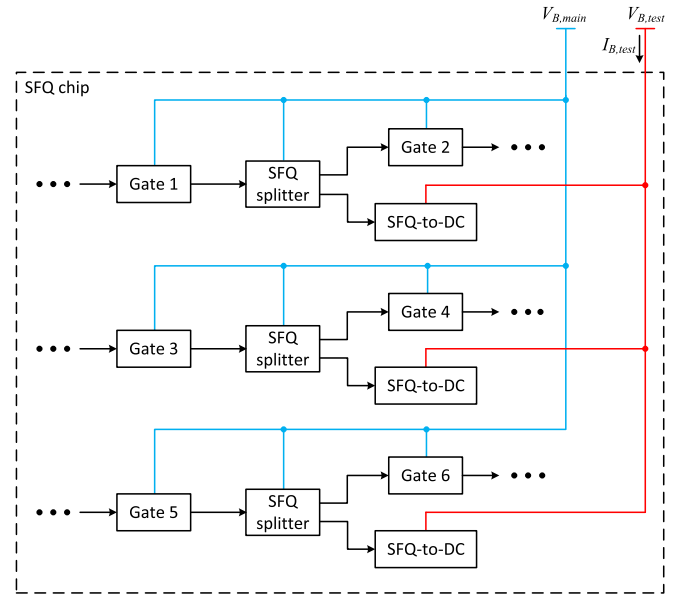 V_{B,main} V_{B,test}
I_{B,test}
SFQ chip
Gate 1
SFQ
splitter
Gate 2
SFQ-to-DC
Gate 3
SFQ
splitter
Gate 4
SFQ-to-DC
Gate 5
SFQ
splitter
Gate 6
SFQ-to-DC